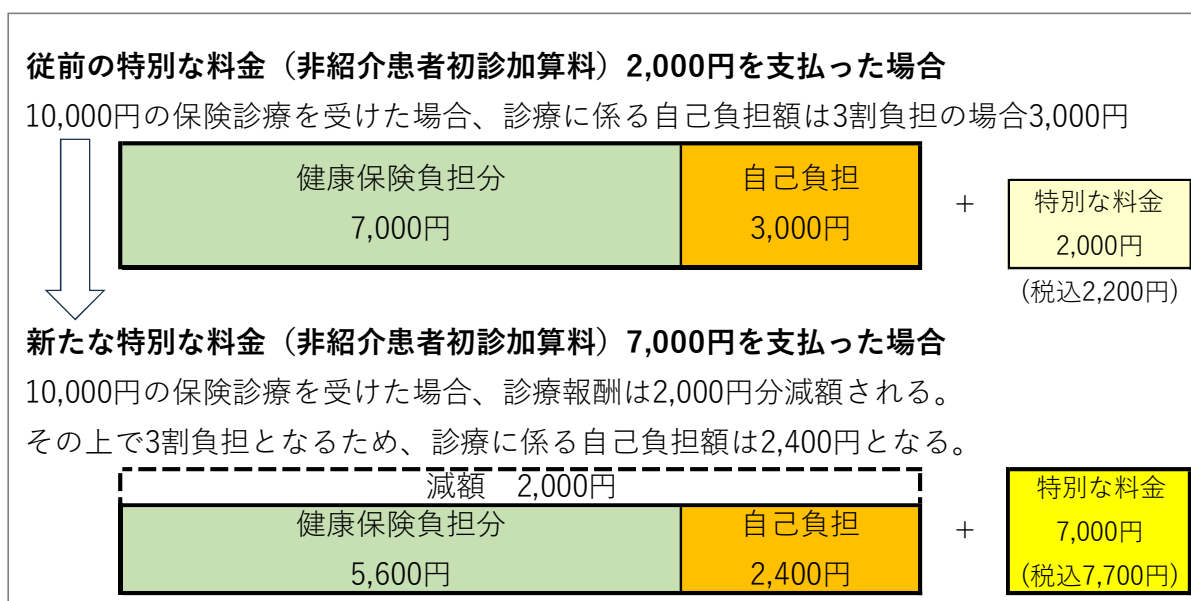 従前の特別な料金（非紹介患者初診加算料）2,000円を支払った場合
10,000円の保険診療を受けた場合、診療に係る自己負担額は3割負担の場合3,000円
健康保険負担分
7,000円
自己負担
3,000円
+
特別な料金
2,000円
(税込2,200円)
新たな特別な料金（非紹介患者初診加算料）7,000円を支払った場合
10,000円の保険診療を受けた場合、診療報酬は2,000円分減額される。
その上で3割負担となるため、診療に係る自己負担額は2,400円となる。
減額　2,000円
健康保険負担分
5,600円
自己負担
2,400円
+
特別な料金
7,000円
(税込7,700円)